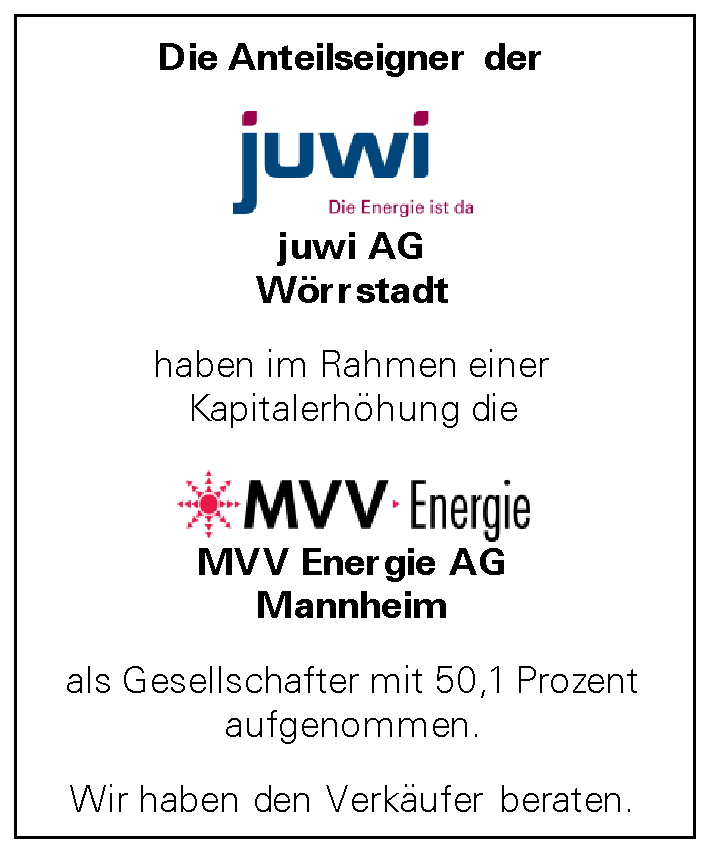 Die Anteilseigner der
juwi
Die Energie ist da
juwi AG
Wörrstadt
haben im Rahmen einer
Kapitalerhöhung die
MVV Energie
MVV Energie AG
Mannheim
als Gesellschafter mit 50,1 Prozent
aufgenommen.
Wir haben den Verkäufer beraten.